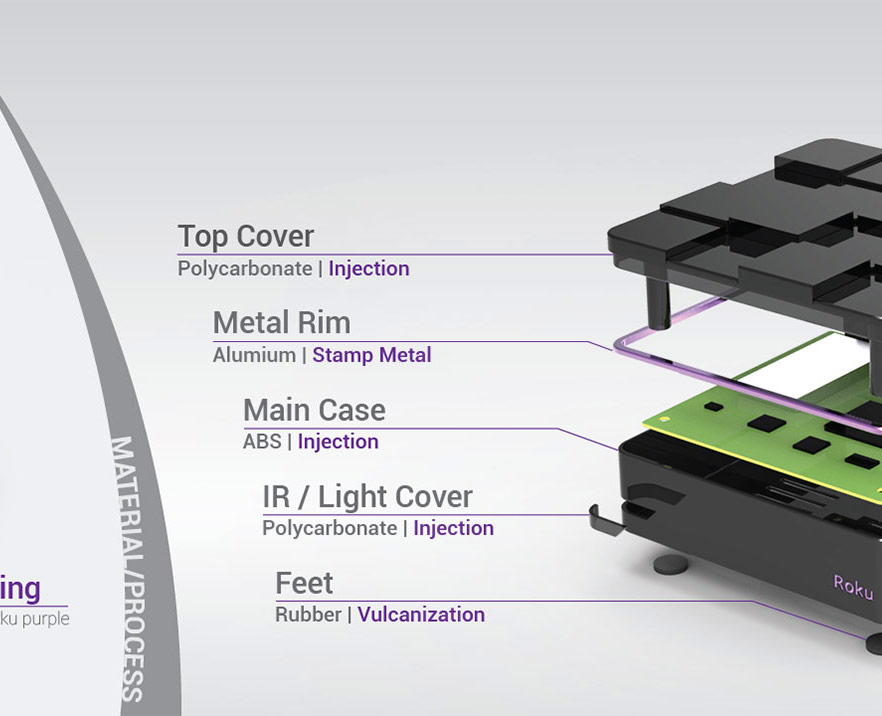 Top Cover
Polycarbonate | Injection
Metal Rim
Alumium | Stamp Metal
Main Case
ABS | Injection
IR / Light Cover
Polycarbonate | Injection
Feet
Rubber | Vulcanization
MATERIAL/PROCESS
ing
ku purple
Roku